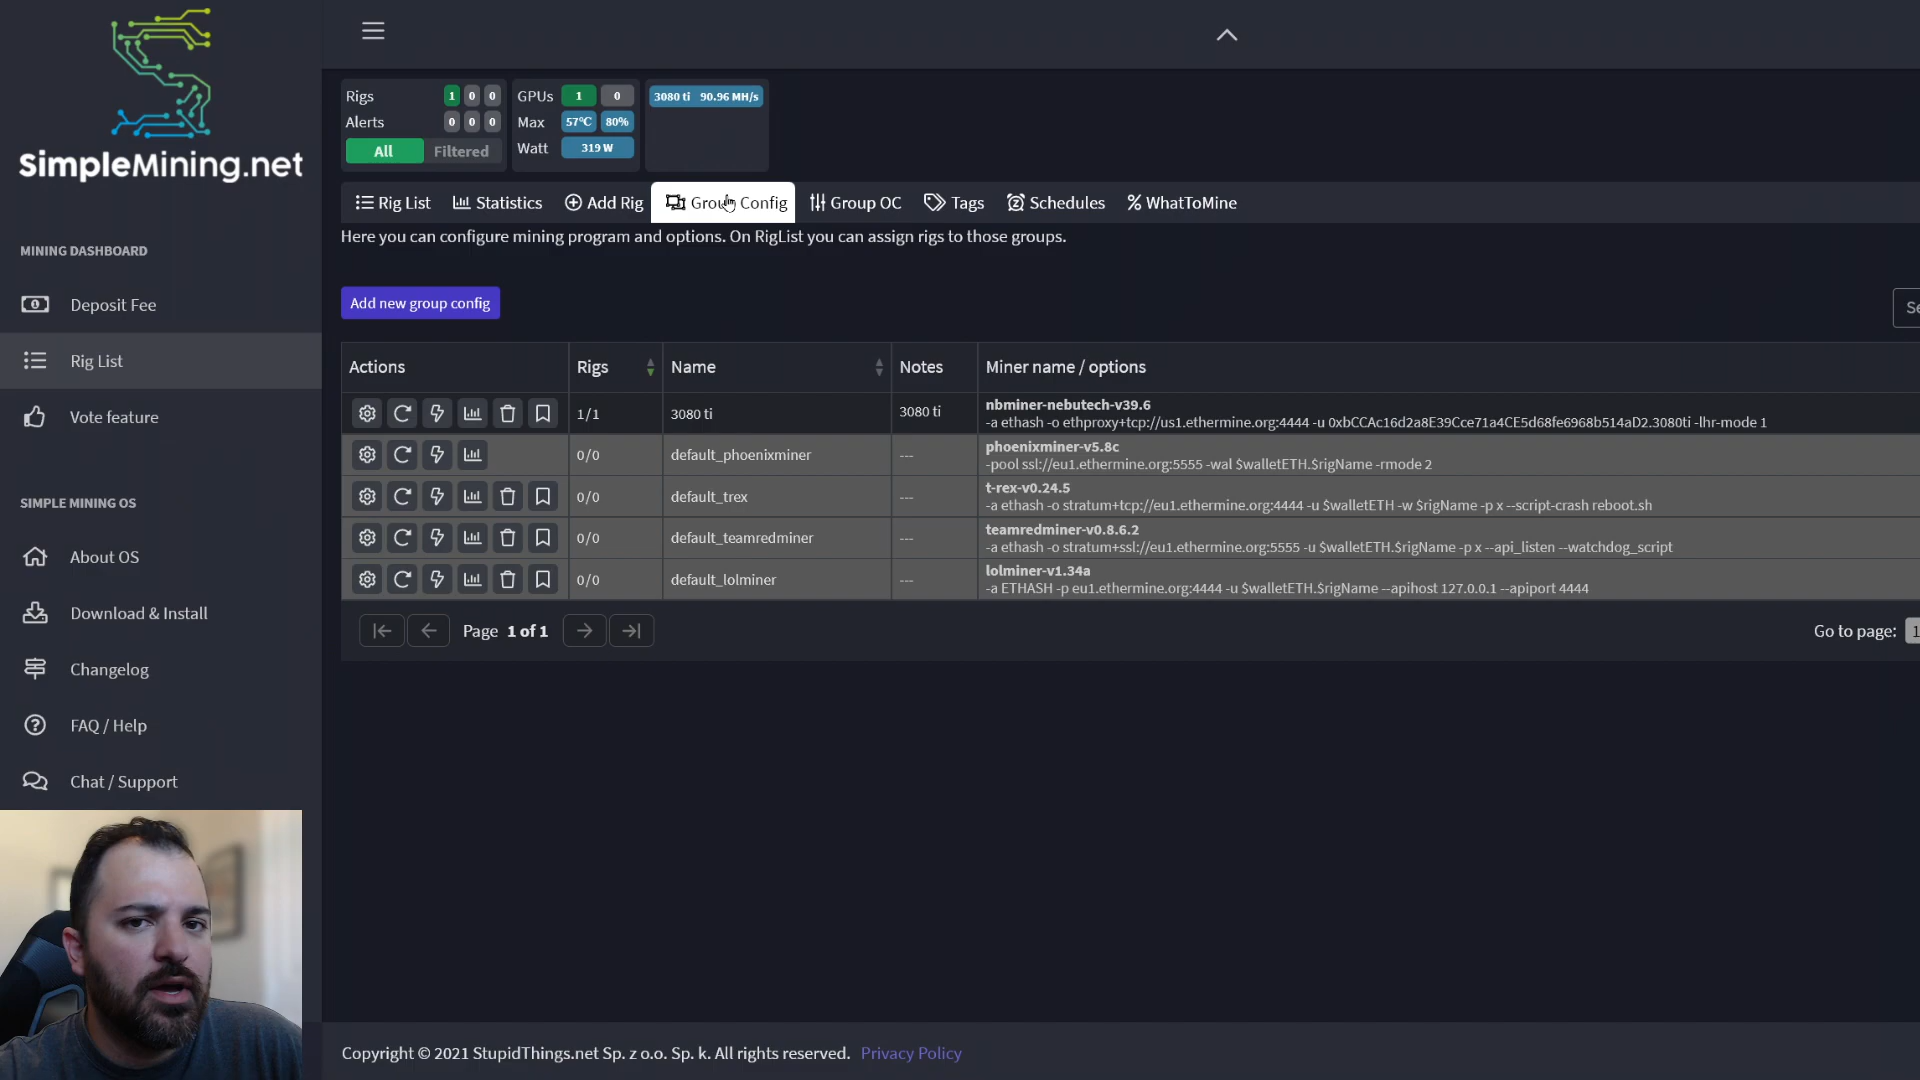 SimpleMining.net
MINING DASHBOARD
Deposit Fee
Rig List
Vote feature
SIMPLE MINING OS
About OS
Download & Install
Changelog
FAQ / Help
Chat / Support
Rigs 1 0 0
Alerts 0 0 0
All Filtered
GPUs 1 0
Max 57°C 80%
Watt 319 W
3080 ti 90.96 MH/s
Rig List Statistics Add Rig Group Config Group OC Tags Schedules WhatToMine
Here you can configure mining program and options. On RigList you can assign rigs to those groups.
Add new group config
Actions Rigs Name Notes Miner name / options
1/1 3080 ti 3080 ti nbminer-nebutech-v39.6
-a ethash -o ethproxy+tcp://us1.ethermine.org:4444 -u 0xbCCAc16d2a8E39Cce71a4CE5d68fe6968b514aD2.3080ti -lhr-mode 1
0/0 default_phoenixminer --- phoenixminer-v5.8c
-pool ssl://eu1.ethermine.org:5555 -wal $walletETH.$rigName -rmode 2
0/0 default_trex --- t-rex-v0.24.5
-a ethash -o stratum+tcp://eu1.ethermine.org:4444 -u $walletETH -w $rigName -p x --script-crash reboot.sh
0/0 default_teamredminer --- teamredminer-v0.8.6.2
-a ethash -o stratum+ssl://eu1.ethermine.org:5555 -u $walletETH.$rigName -p x --api_listen --watchdog_script
0/0 default_lolminer --- lolminer-v1.34a
-a ETHASH -p eu1.ethermine.org:4444 -u $walletETH.$rigName --apihost 127.0.0.1 --apiport 4444
Page 1 of 1
Go to page: 1
Copyright © 2021 StupidThings.net Sp. z o.o. Sp. k. All rights reserved. Privacy Policy